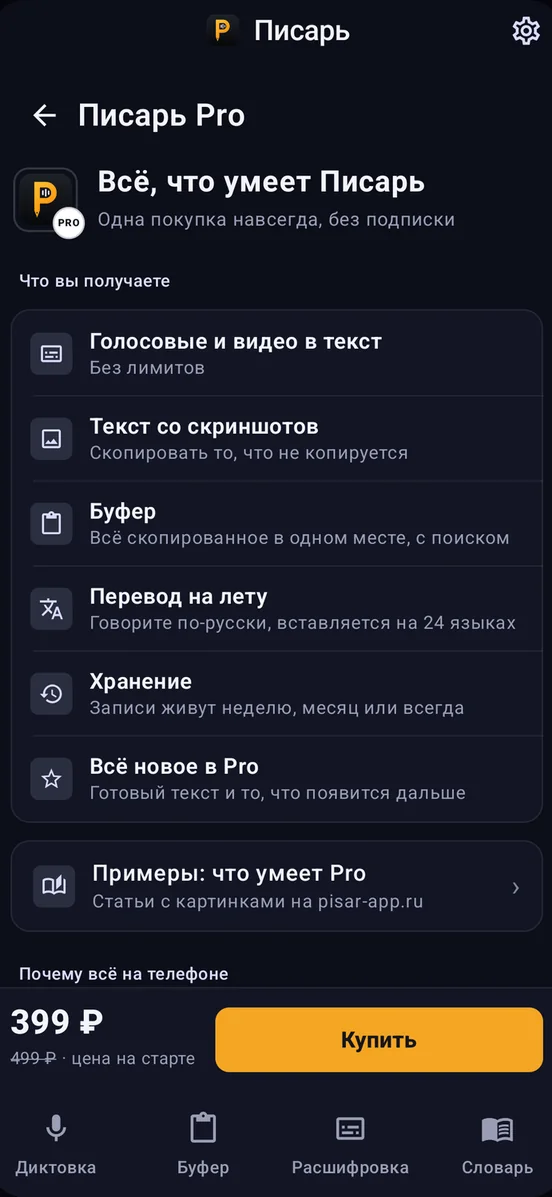 Писарь
Писарь Pro
Всё, что умеет Писарь
PRO
Одна покупка навсегда, без подписки
Что вы получаете
Голосовые и видео в текст
Без лимитов
Текст со скриншотов
Скопировать то, что не копируется
Буфер
Всё скопированное в одном месте, с поиском
Перевод на лету
Говорите по-русски, вставляется на 24 языках
Хранение
Записи живут неделю, месяц или всегда
Всё новое в Pro
Готовый текст и то, что появится дальше
Примеры: что умеет Pro
Статьи с картинками на pisar-app.ru
Почему всё на телефоне
399 ₽
499 ₽ · цена на старте
Купить
Диктовка
Буфер
Расшифровка
Словарь